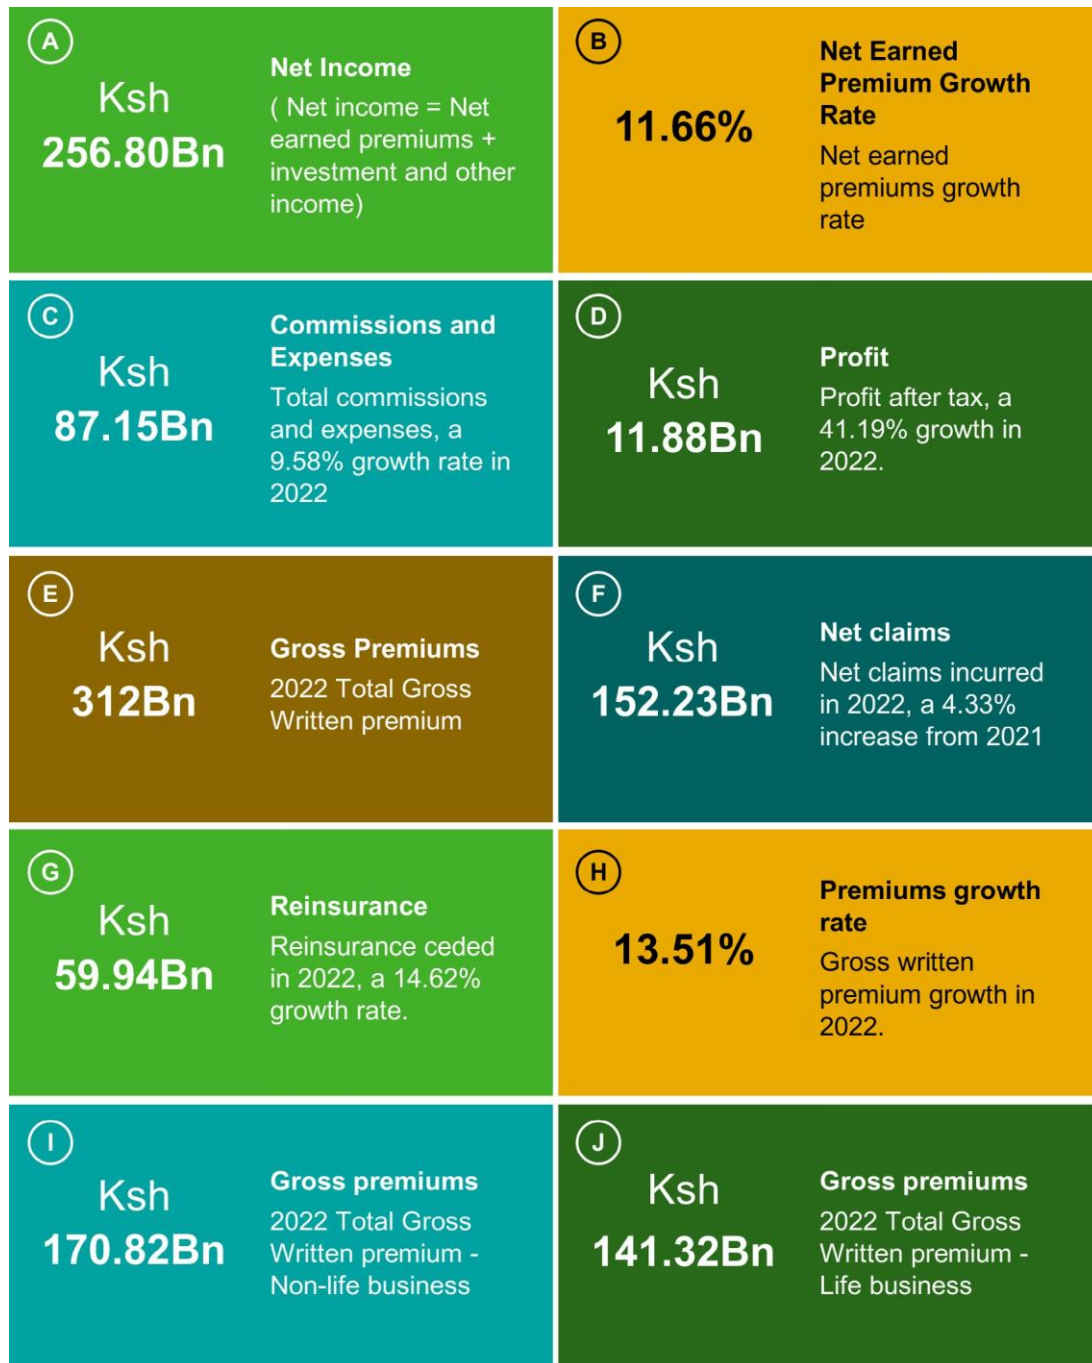 A
Ksh
256.80Bn
Net Income
( Net income = Net
earned premiums +
investment and other
income)
B
11.66%
Net Earned
Premium Growth
Rate
Net earned
premiums growth
rate
C
Ksh
87.15Bn
Commissions and
Expenses
Total commissions
and expenses, a
9.58% growth rate in
2022
D
Ksh
11.88Bn
Profit
Profit after tax, a
41.19% growth in
2022.
E
Ksh
312Bn
Gross Premiums
2022 Total Gross
Written premium
F
Ksh
152.23Bn
Net claims
Net claims incurred
in 2022, a 4.33%
increase from 2021
G
Ksh
59.94Bn
Reinsurance
Reinsurance ceded
in 2022, a 14.62%
growth rate.
H
13.51%
Premiums growth
rate
Gross written
premium growth in
2022.
I
Ksh
170.82Bn
Gross premiums
2022 Total Gross
Written premium -
Non-life business
J
Ksh
141.32Bn
Gross premiums
2022 Total Gross
Written premium -
Life business